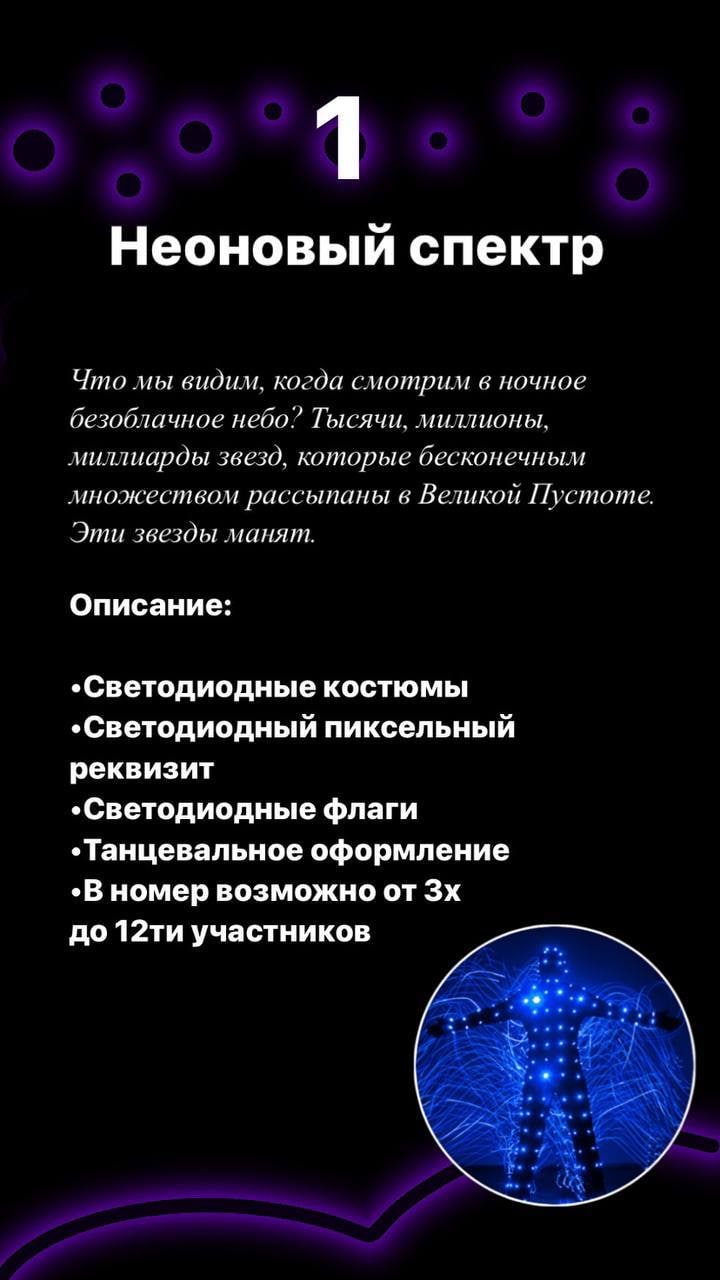 1
Неоновый спектр
Что мы видим, когда смотрим в ночное
безоблачное небо? Тысячи, миллионы,
миллиарды звезд, которые бесконечным
множеством рассыпаны в Великой Пустоте.
Эти звезды манят.
Описание:
•Светодиодные костюмы
•Светодиодный пиксельный
реквизит
•Светодиодные флаги
•Танцевальное оформление
•В номер возможно от 3х
до 12ти участников